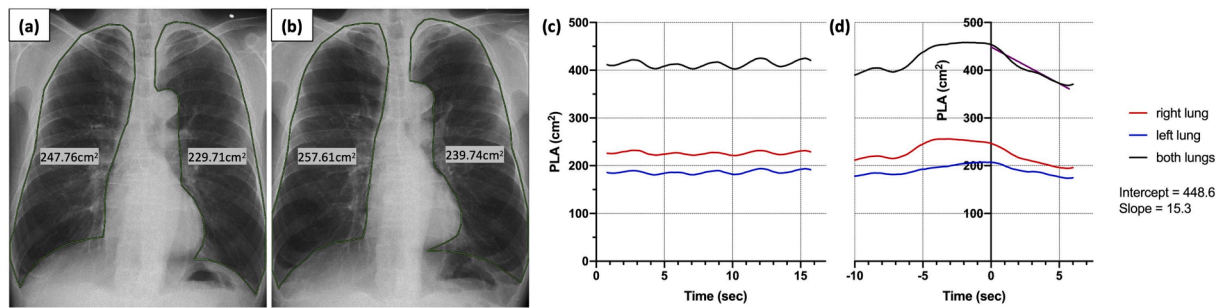 (a)
247.76cm²
229.71cm²
(b)
257.61cm²
239.74cm²
(c)
500
400
300
200
100
0
PLA (cm²)
0
5
10
15
Time (sec)
(d)
500
400
300
200
100
PLA (cm²)
-10
-5
0
5
Time (sec)
right lung
left lung
both lungs
Intercept = 448.6
Slope = 15.3